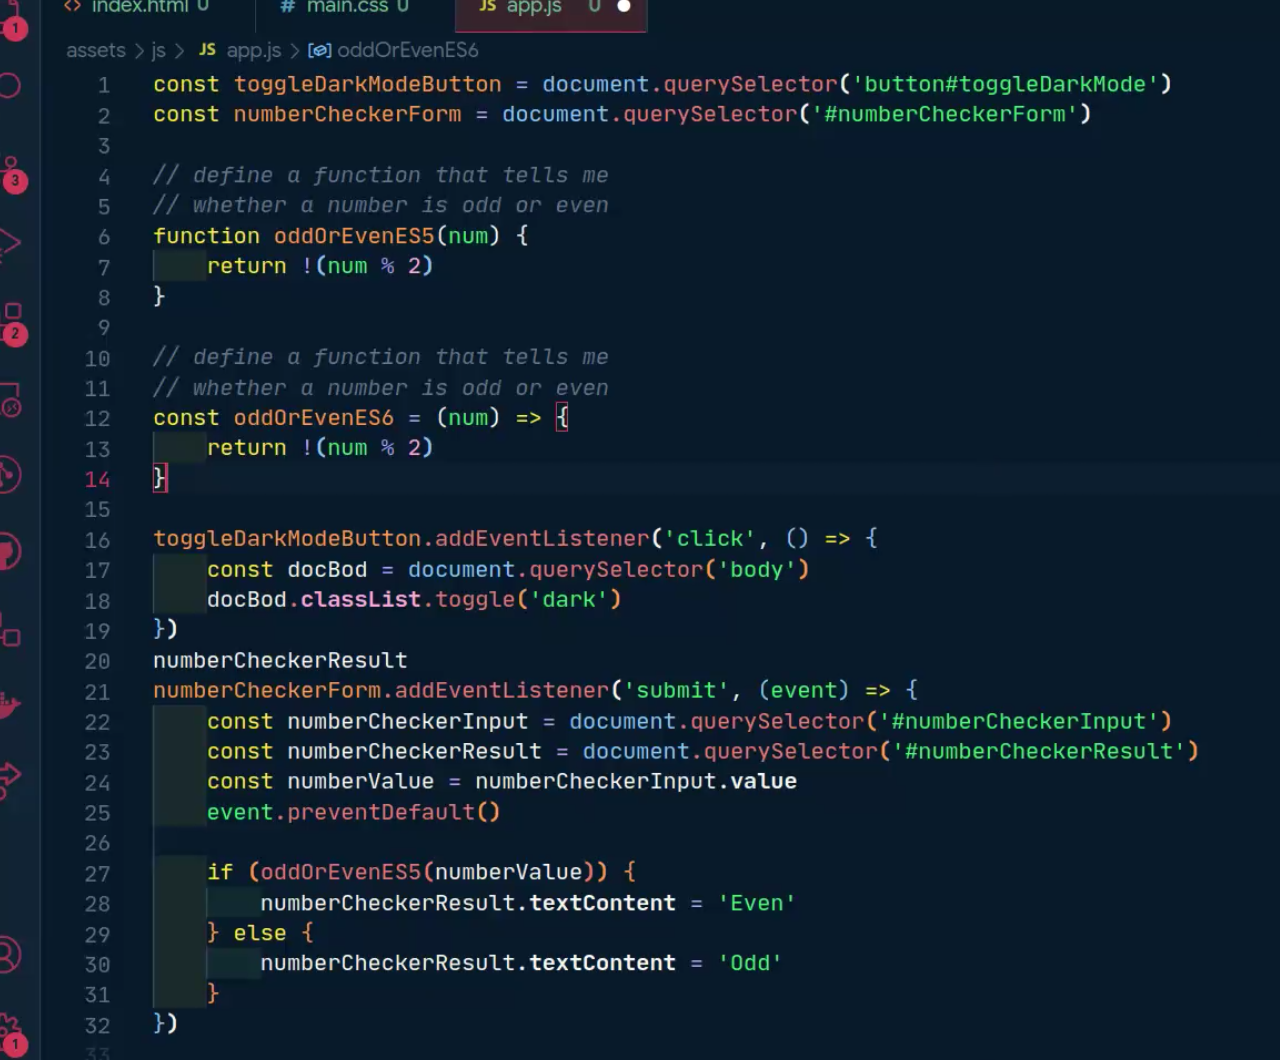 index.html U
# main.css U
JS app.js U
assets > js > JS app.js > oddOrEvenES6
1 const toggleDarkModeButton = document.querySelector('button#toggleDarkMode')
2 const numberCheckerForm = document.querySelector('#numberCheckerForm')
3
4 // define a function that tells me
5 // whether a number is odd or even
6 function oddOrEvenES5(num) {
7     return !(num % 2)
8 }
9
10 // define a function that tells me
11 // whether a number is odd or even
12 const oddOrEvenES6 = (num) => {
13     return !(num % 2)
14 }
15
16 toggleDarkModeButton.addEventListener('click', () => {
17     const docBod = document.querySelector('body')
18     docBod.classList.toggle('dark')
19 })
20 numberCheckerResult
21 numberCheckerForm.addEventListener('submit', (event) => {
22     const numberCheckerInput = document.querySelector('#numberCheckerInput')
23     const numberCheckerResult = document.querySelector('#numberCheckerResult')
24     const numberValue = numberCheckerInput.value
25     event.preventDefault()
26
27     if (oddOrEvenES5(numberValue)) {
28         numberCheckerResult.textContent = 'Even'
29     } else {
30         numberCheckerResult.textContent = 'Odd'
31     }
32 })
33
1
3
2
1